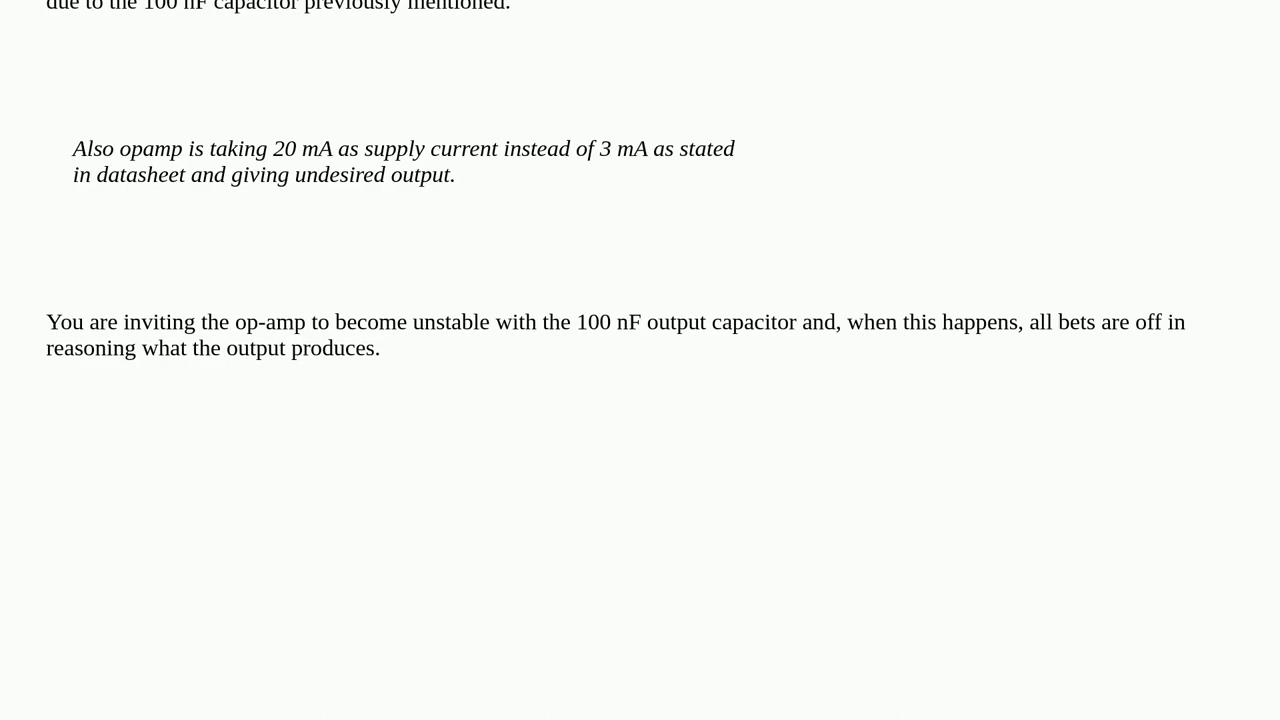 due to the 100 nF capacitor previously mentioned.
Also opamp is taking 20 mA as supply current instead of 3 mA as stated
in datasheet and giving undesired output.
You are inviting the op-amp to become unstable with the 100 nF output capacitor and, when this happens, all bets are off in
reasoning what the output produces.